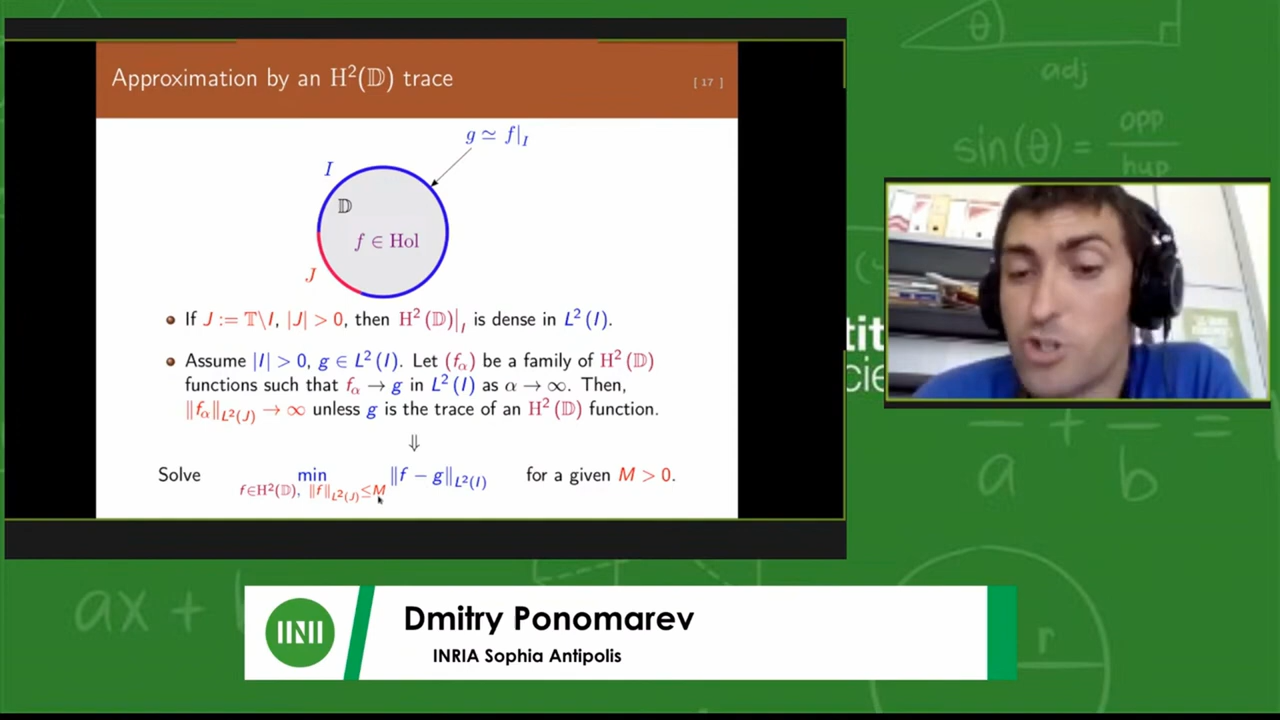 Approximation by an H²(𝔻) trace
[ 17 ]
g ≃ f|_I
I
𝔻
f ∈ Hol
J
If J := 𝕋\I, |J| > 0, then H²(𝔻)|_I is dense in L²(I).
Assume |I| > 0, g ∈ L²(I). Let (f_α) be a family of H²(𝔻)
functions such that f_α → g in L²(I) as α → ∞. Then,
‖f_α‖_{L²(J)} → ∞ unless g is the trace of an H²(𝔻) function.
⇓
Solve min ‖f − g‖_{L²(I)} for a given M > 0.
f∈H²(𝔻), ‖f‖_{L²(J)}≤M
θ
adj
sin(θ) = opp
hup
a + b =
ax +
r
Dmitry Ponomarev
INRIA Sophia Antipolis